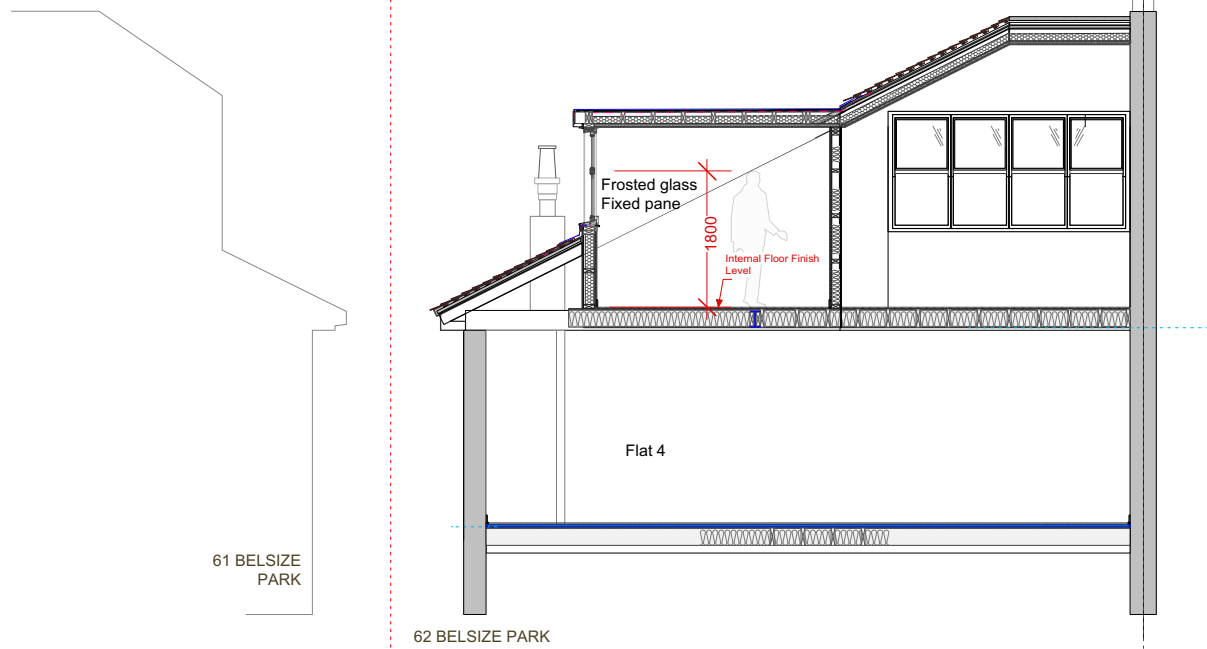 Frosted glass
Fixed pane
1800
Internal Floor Finish
Level
Flat 4
61 BELSIZE
PARK
62 BELSIZE PARK